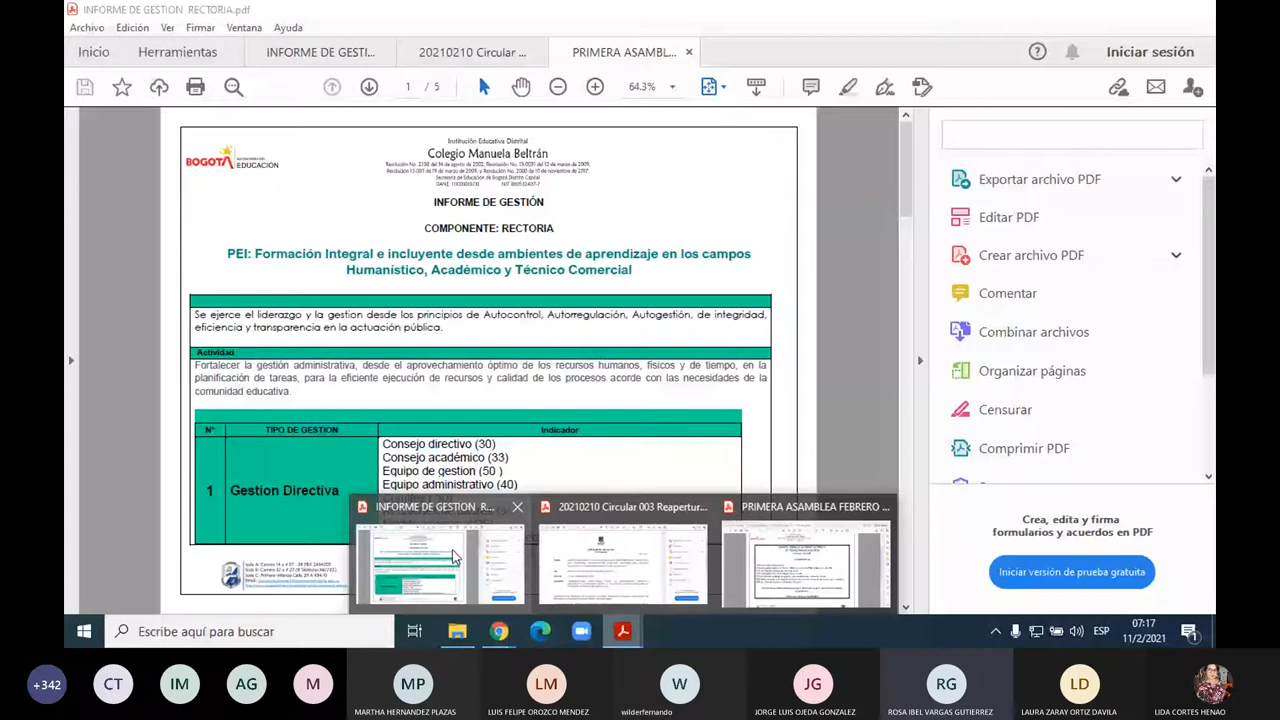 INFORME DE GESTION RECTORIA.pdf
Archivo Edición Ver Firmar Ventana Ayuda
Inicio Herramientas INFORME DE GESTI... 20210210 Circular ... PRIMERA ASAMBL... ×
Iniciar sesión
1 / 5 64.3%
BOGOTÁ EDUCACIÓN
Institución Educativa Distrital
Colegio Manuela Beltrán
Secretaría de Educación de Bogotá Distrito Capital
INFORME DE GESTIÓN
COMPONENTE: RECTORIA
PEI: Formación Integral e incluyente desde ambientes de aprendizaje en los campos
Humanístico, Académico y Técnico Comercial
Se ejerce el liderazgo y la gestion desde los principios de Autocontrol, Autorregulación, Autogestión, de integridad,
eficiencia y transparencia en la actuación pública.
Actividad
Fortalecer la gestión administrativa, desde el aprovechamiento óptimo de los recursos humanos, físicos y de tiempo, en la
planificación de tareas, para la eficiente ejecución de recursos y calidad de los procesos acorde con las necesidades de la
comunidad educativa.
N° TIPO DE GESTION Indicador
1 Gestion Directiva
Consejo directivo (30)
Consejo académico (33)
Equipo de gestión (50 )
Equipo administrativo (40)
Exportar archivo PDF
Editar PDF
Crear archivo PDF
Comentar
Combinar archivos
Organizar páginas
Censurar
Comprimir PDF
Crea, edita y firma
formularios y acuerdos en PDF
Iniciar versión de prueba gratuita
INFORME DE GESTION R... 20210210 Circular 003 Reapertur... PRIMERA ASAMBLEA FEBRERO ...
Escribe aquí para buscar
ESP
07:17
11/2/2021
1
+342 CT IM AG M MP LM W JG RG LD
MARTHA HERNANDEZ PLAZAS LUIS FELIPE OROZCO MENDEZ wilderfernando JORGE LUIS OJEDA GONZALEZ ROSA IBEL VARGAS GUTIERREZ LAURA ZARAY ORTIZ DAVILA LIDA CORTES HENAO